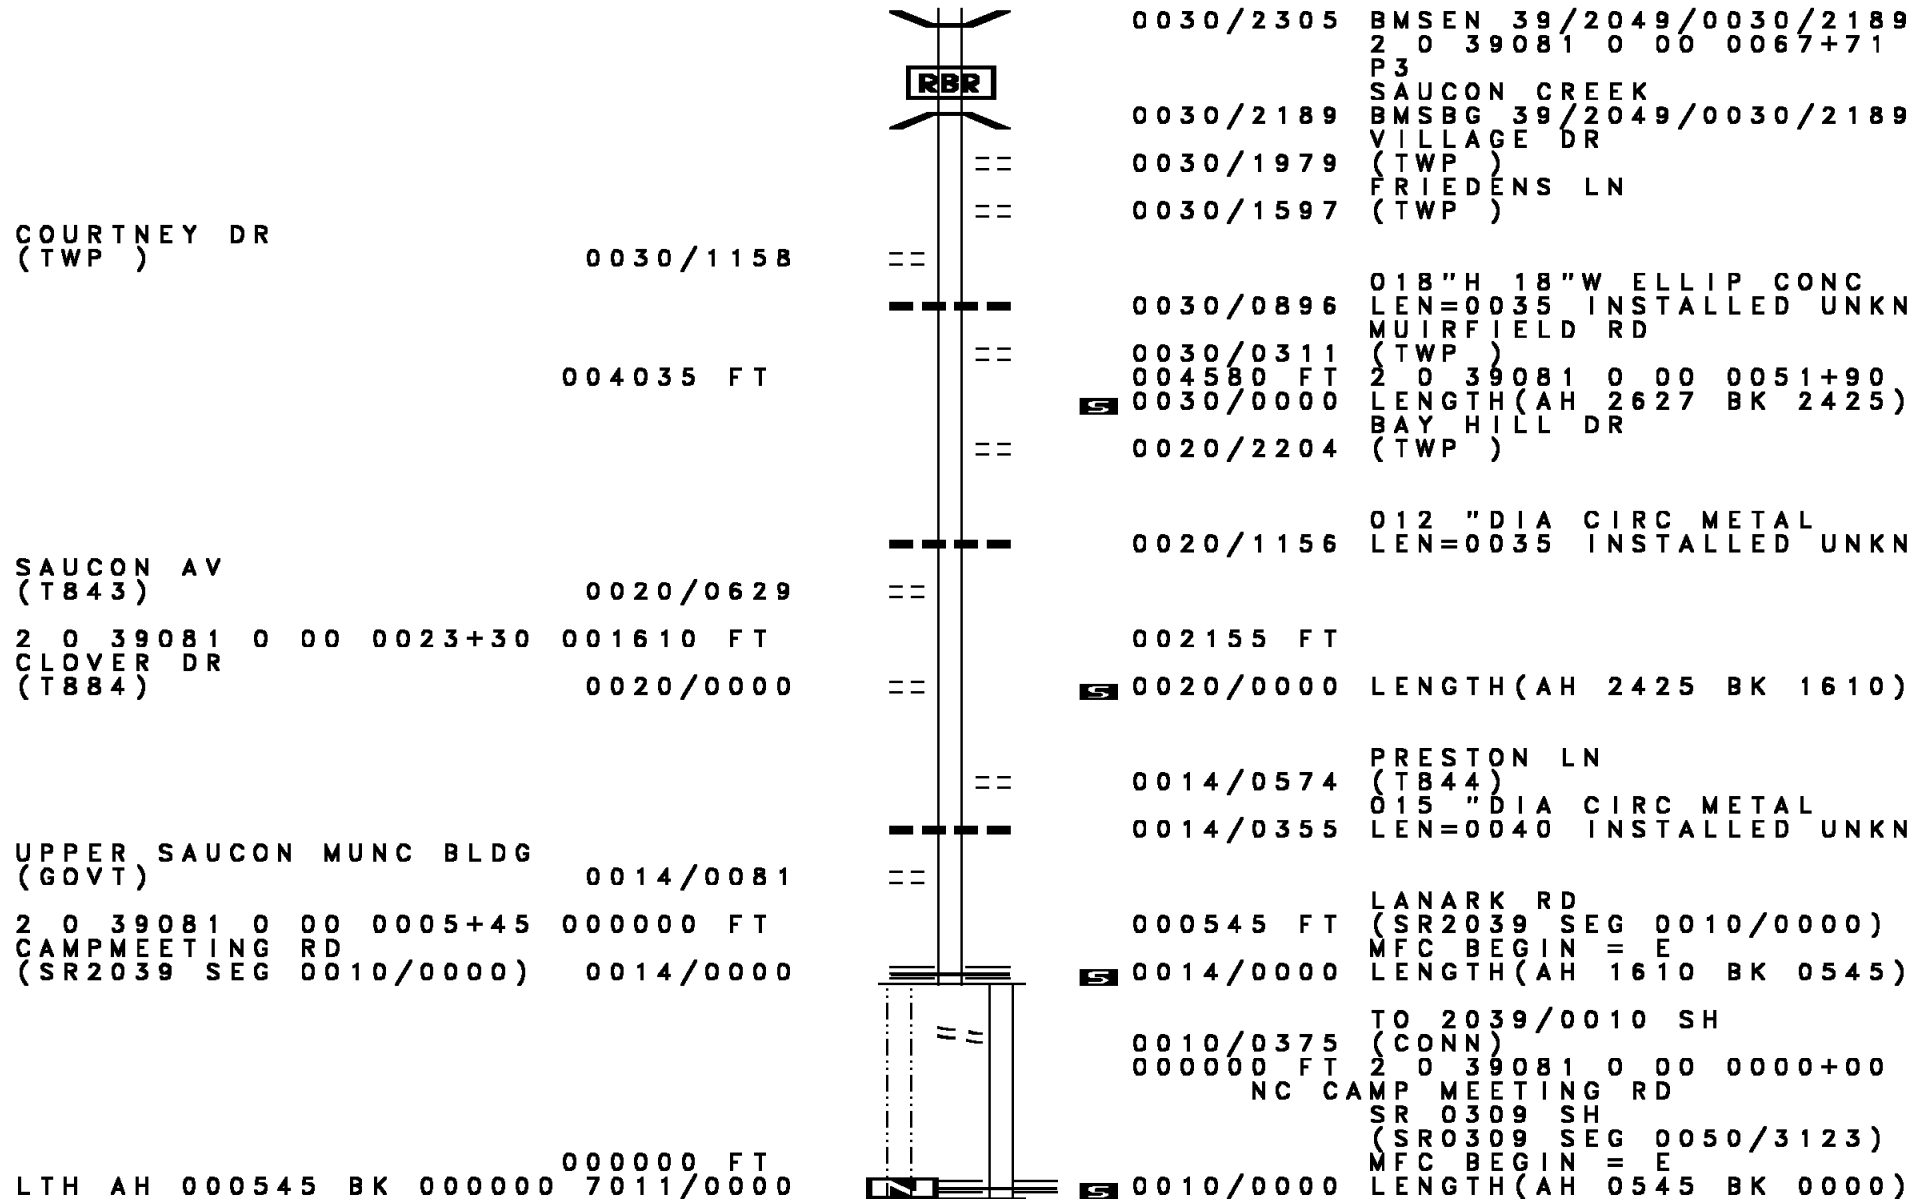 0030/2305 BMSEN 39/2049/0030/2189
2 0 39081 0 00 0067+71
P3
RBR
SAUCON CREEK
0030/2189 BMSBG 39/2049/0030/2189
VILLAGE DR
0030/1979 (TWP )
FRIEDENS LN
0030/1597 (TWP )
COURTNEY DR
(TWP ) 0030/1158
018"H 18"W ELLIP CONC
0030/0896 LEN=0035 INSTALLED UNKN
MUIRFIELD RD
0030/0311 (TWP )
004035 FT 004580 FT 2 0 39081 0 00 0051+90
S 0030/0000 LENGTH(AH 2627 BK 2425)
BAY HILL DR
0020/2204 (TWP )
012 "DIA CIRC METAL
0020/1156 LEN=0035 INSTALLED UNKN
SAUCON AV
(T843) 0020/0629
2 0 39081 0 00 0023+30 001610 FT 002155 FT
CLOVER DR
(T884) 0020/0000 S 0020/0000 LENGTH(AH 2425 BK 1610)
PRESTON LN
0014/0574 (T844)
015 "DIA CIRC METAL
0014/0355 LEN=0040 INSTALLED UNKN
UPPER SAUCON MUNC BLDG
(GOVT) 0014/0081
LANARK RD
2 0 39081 0 00 0005+45 000000 FT 000545 FT (SR2039 SEG 0010/0000)
CAMPMEETING RD MFC BEGIN = E
(SR2039 SEG 0010/0000) 0014/0000 S 0014/0000 LENGTH(AH 1610 BK 0545)
TO 2039/0010 SH
0010/0375 (CONN)
000000 FT 2 0 39081 0 00 0000+00
NC CAMP MEETING RD
SR 0309 SH
(SR0309 SEG 0050/3123)
000000 FT MFC BEGIN = E
LTH AH 000545 BK 000000 7011/0000 N S 0010/0000 LENGTH(AH 0545 BK 0000)